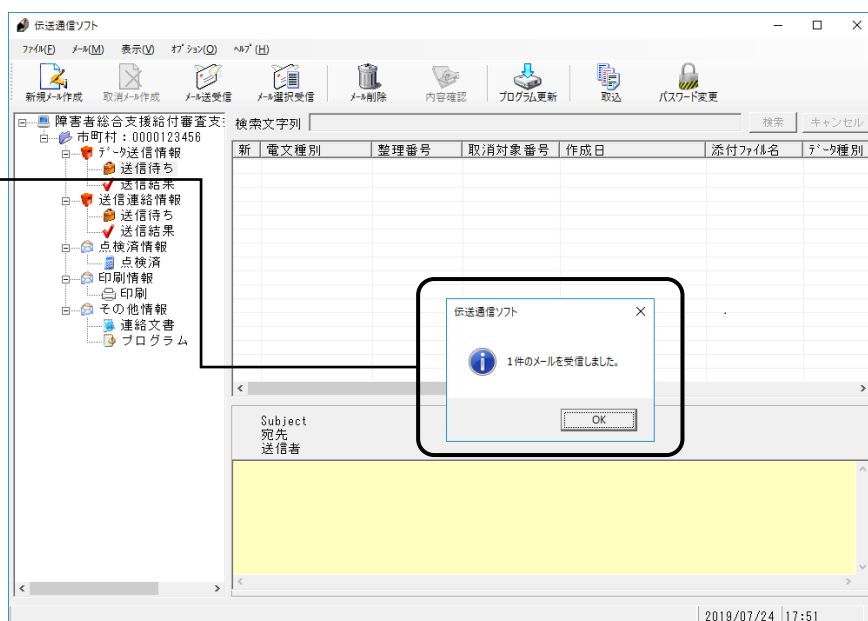 伝送通信ソフト
ﾌｧｲﾙ(F) ﾒｰﾙ(M) 表示(V) ｵﾌﾟｼｮﾝ(O) ﾍﾙﾌﾟ(H)
新規ﾒｰﾙ作成 取消ﾒｰﾙ作成 ﾒｰﾙ送受信 ﾒｰﾙ選択受信 ﾒｰﾙ削除 内容確認 ﾌﾟﾛｸﾞﾗﾑ更新 取込 ﾊﾟｽﾜｰﾄﾞ変更
障害者総合支援給付審査支
市町村：0000123456
ﾃﾞｰﾀ送信情報
送信待ち
送信結果
送信連絡情報
送信待ち
送信結果
点検済情報
点検済
印刷情報
印刷
その他情報
連絡文書
プログラム
検索文字列 検索 キャンセル
新 電文種別 整理番号 取消対象番号 作成日 添付ﾌｧｲﾙ名 ﾃﾞｰﾀ種別
伝送通信ソフト
1件のメールを受信しました。
OK
Subject
宛先
送信者
2019/07/24 17:51